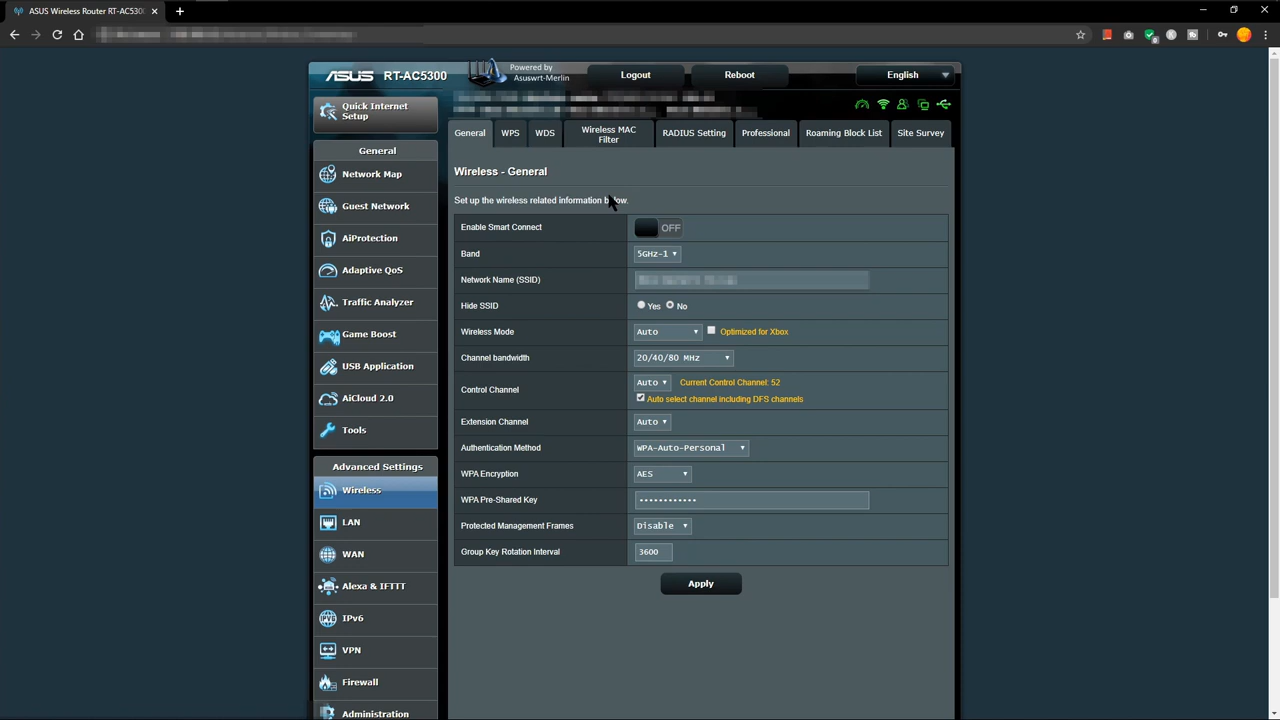 ASUS Wireless Router RT-AC530
ASUS RT-AC5300
Powered by
Asuswrt-Merlin
Logout
Reboot
English
Quick Internet
Setup
General
Network Map
Guest Network
AiProtection
Adaptive QoS
Traffic Analyzer
Game Boost
USB Application
AiCloud 2.0
Tools
Advanced Settings
Wireless
LAN
WAN
Alexa & IFTTT
IPv6
VPN
Firewall
Administration
General
WPS
WDS
Wireless MAC
Filter
RADIUS Setting
Professional
Roaming Block List
Site Survey
Wireless - General
Set up the wireless related information below.
Enable Smart Connect OFF
Band 5GHz-1
Network Name (SSID)
Hide SSID Yes No
Wireless Mode Auto Optimized for Xbox
Channel bandwidth 20/40/80 MHz
Control Channel Auto Current Control Channel: 52
Auto select channel including DFS channels
Extension Channel Auto
Authentication Method WPA-Auto-Personal
WPA Encryption AES
WPA Pre-Shared Key ••••••••••••
Protected Management Frames Disable
Group Key Rotation Interval 3600
Apply